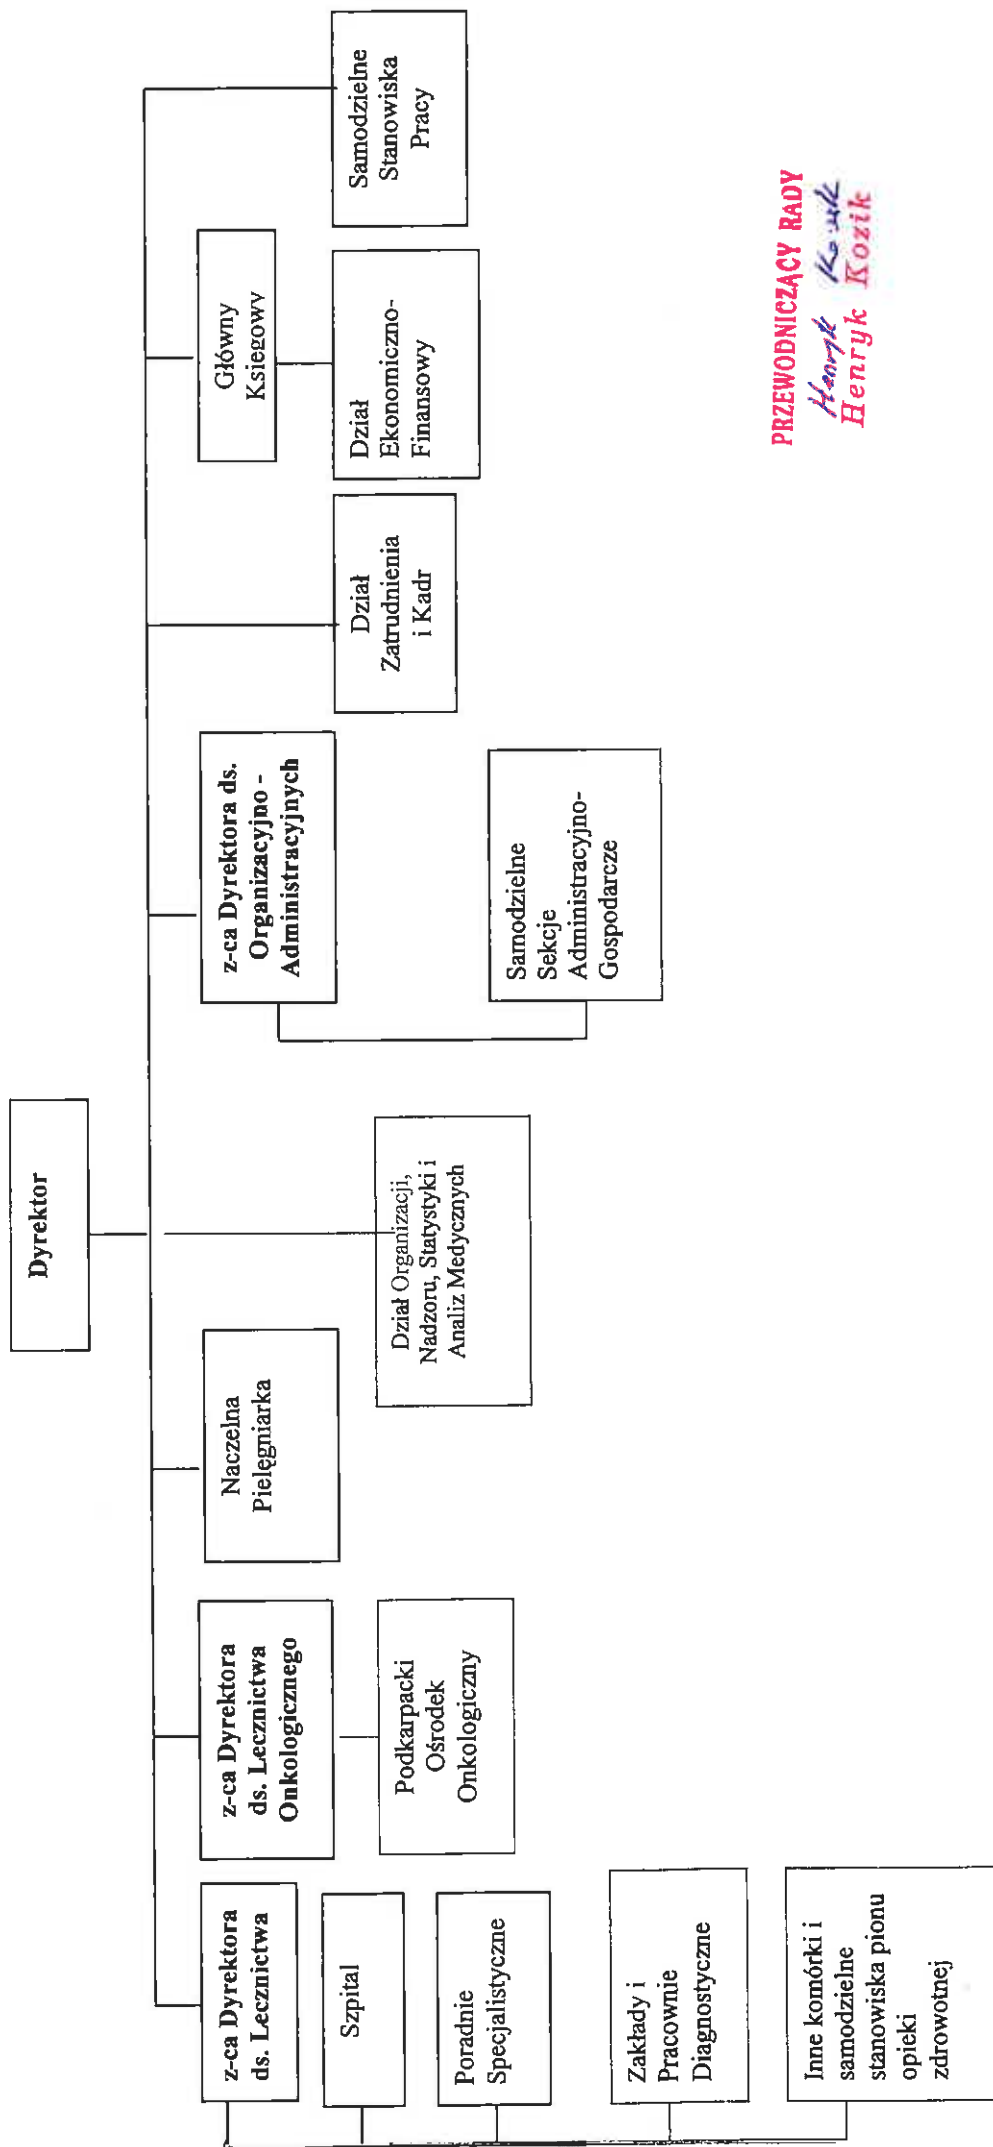 Dyrektor
z-ca Dyrektora
ds. Lecznictwa
Szpital
Poradnie
Specjalistyczne
Zakłady i
Pracownie
Diagnostyczne
Inne komórki i
samodzielne
stanowiska pionu
opieki
zdrowotnej
z-ca Dyrektora
ds. Lecznictwa
Onkologicznego
Podkarpacki
Ośrodek
Onkologiczny
Naczelna
Pielęgniarka
Dział Organizacji,
Nadzoru, Statystyki i
Analiz Medycznych
z-ca Dyrektora ds.
Organizacyjno -
Administracyjnych
Samodzielne
Sekcje
Administracyjno-
Gospodarcze
Dział
Zatrudnienia
i Kadr
Główny
Księgowy
Dział
Ekonomiczno-
Finansowy
Samodzielne
Stanowiska
Pracy
PRZEWODNICZĄCY RADY
Henryk Kozik
Henryk Kozik